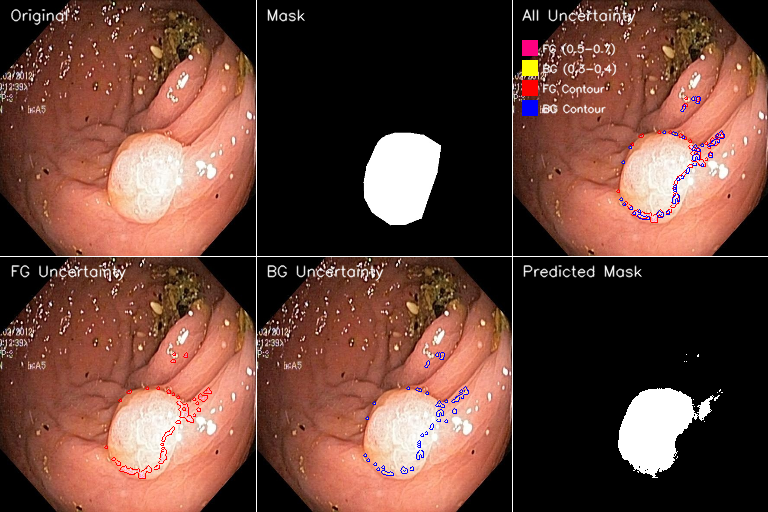 Original
Mask
All Uncertainty
FG (0.5-0.7)
BG (0.3-0.4)
FG Contour
BG Contour
FG Uncertainty
BG Uncertainty
Predicted Mask